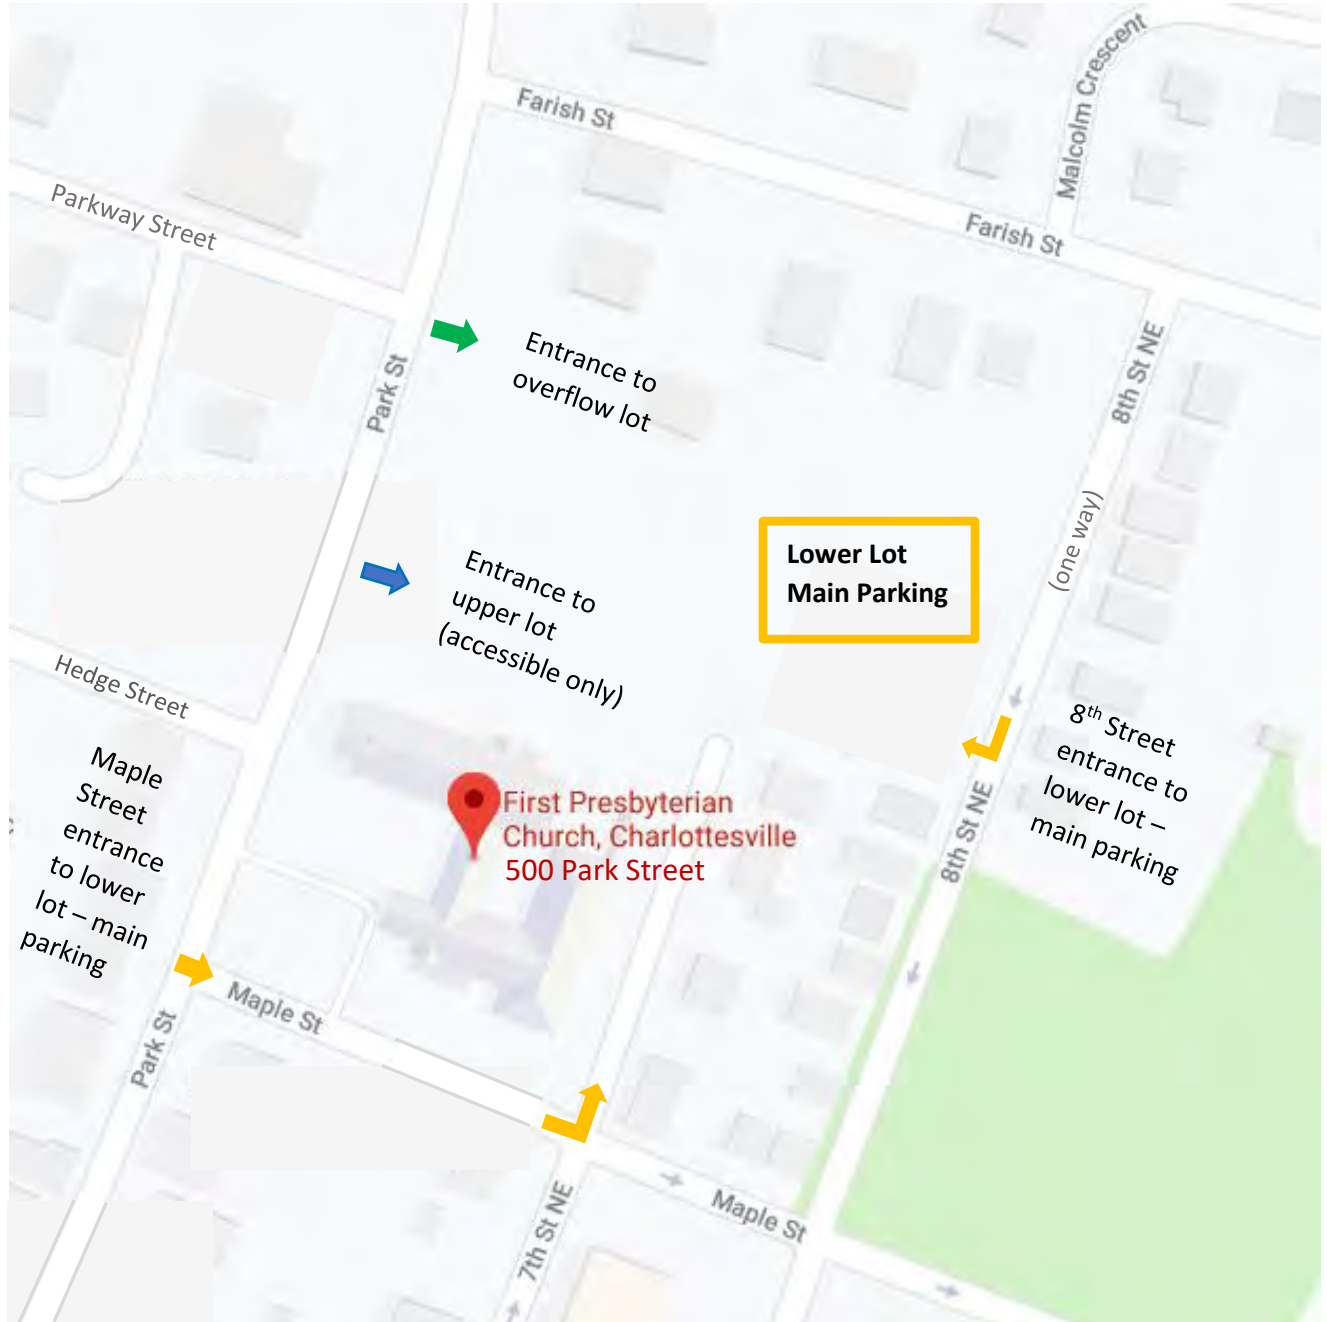 Malcolm Crescent
Farish St
Parkway Street
Farish St
Entrance to
overflow lot
Park St
8th St NE
(one way)
Lower Lot
Main Parking
Entrance to
upper lot
(accessible only)
Hedge Street
8th Street
entrance to
lower lot –
main parking
Maple
Street
entrance
to lower
lot – main
parking
First Presbyterian
Church, Charlottesville
500 Park Street
8th St NE
Maple St
Park St
Maple St
7th St NE